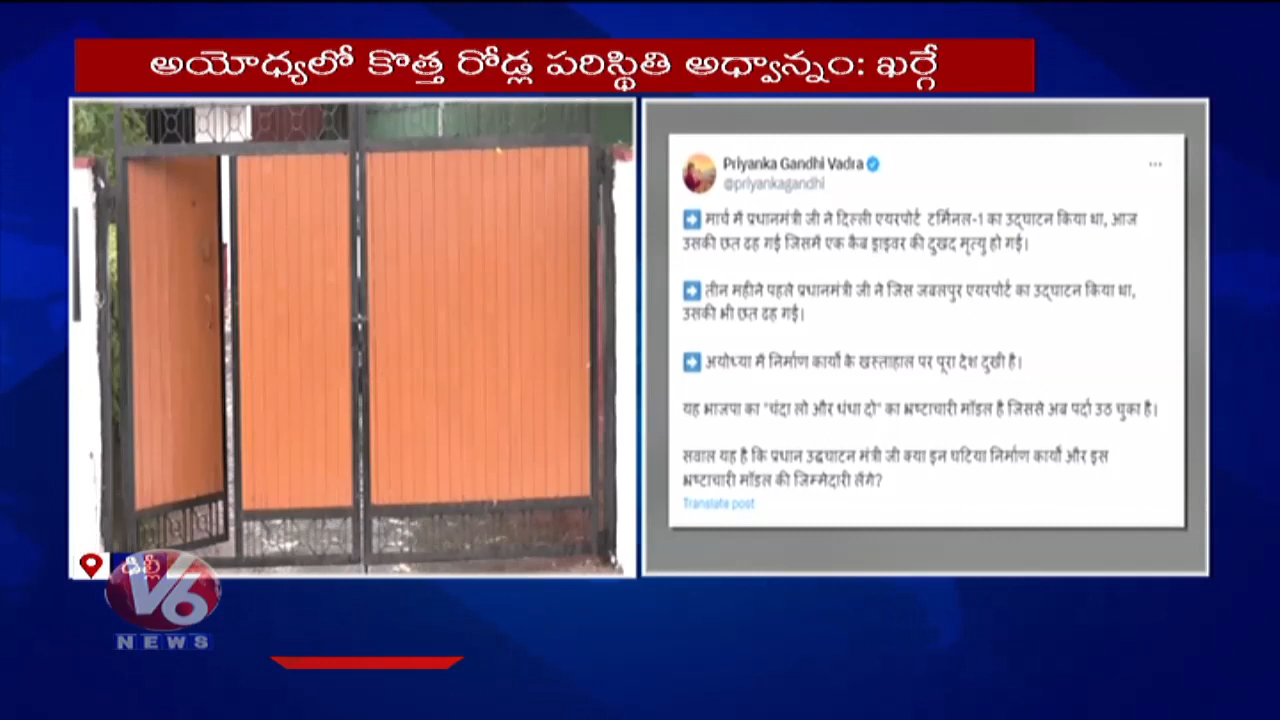 అయోధ్యలో కొత్త రోడ్ల పరిస్థితి అధ్వాన్నం: ఖర్గే
Priyanka Gandhi Vadra
@priyankagandhi
➡️ मार्च में प्रधानमंत्री जी ने दिल्ली एयरपोर्ट टर्मिनल-1 का उद्घाटन किया था, आज
उसकी छत ढह गई जिसमें एक कैब ड्राइवर की दुखद मृत्यु हो गई।
➡️ तीन महीने पहले प्रधानमंत्री जी ने जिस जबलपुर एयरपोर्ट का उद्घाटन किया था,
उसकी भी छत ढह गई।
➡️ अयोध्या में निर्माण कार्यों के खस्ताहाल पर पूरा देश दुखी है।
यह भाजपा का "चंदा लो और धंधा दो" का भ्रष्टाचारी मॉडल है जिससे अब पर्दा उठ चुका है।
सवाल यह है कि प्रधान उद्घाटन मंत्री जी क्या इन घटिया निर्माण कार्यों और इस
भ्रष्टाचारी मॉडल की जिम्मेदारी लेंगे?
Translate post
ఢిల్లీ
V6
NEWS